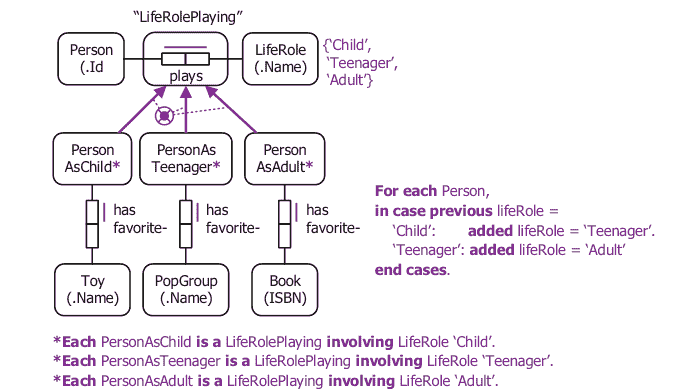 “LifeRolePlaying”
Person
(.Id
LifeRole
(.Name)
{‘Child’,
‘Teenager’,
‘Adult’}
plays
Person
AsChild*
PersonAs
Teenager*
Person
AsAdult*
has
favorite-
has
favorite-
has
favorite-
Toy
(.Name)
PopGroup
(.Name)
Book
(ISBN)
For each Person,
in case previous lifeRole =
‘Child’: added lifeRole = ‘Teenager’.
‘Teenager’: added lifeRole = ‘Adult’
end cases.
*Each PersonAsChild is a LifeRolePlaying involving LifeRole ‘Child’.
*Each PersonAsTeenager is a LifeRolePlaying involving LifeRole ‘Teenager’.
*Each PersonAsAdult is a LifeRolePlaying involving LifeRole ‘Adult’.